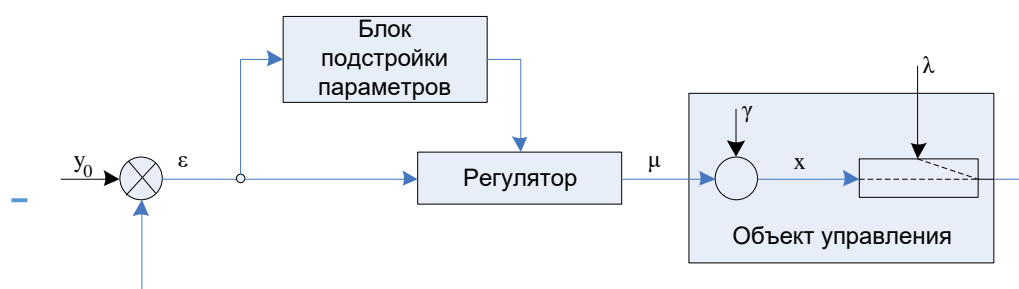 Блок
подстройки
параметров
λ
γ
y0
ε
Регулятор
μ
x
Объект управления
–